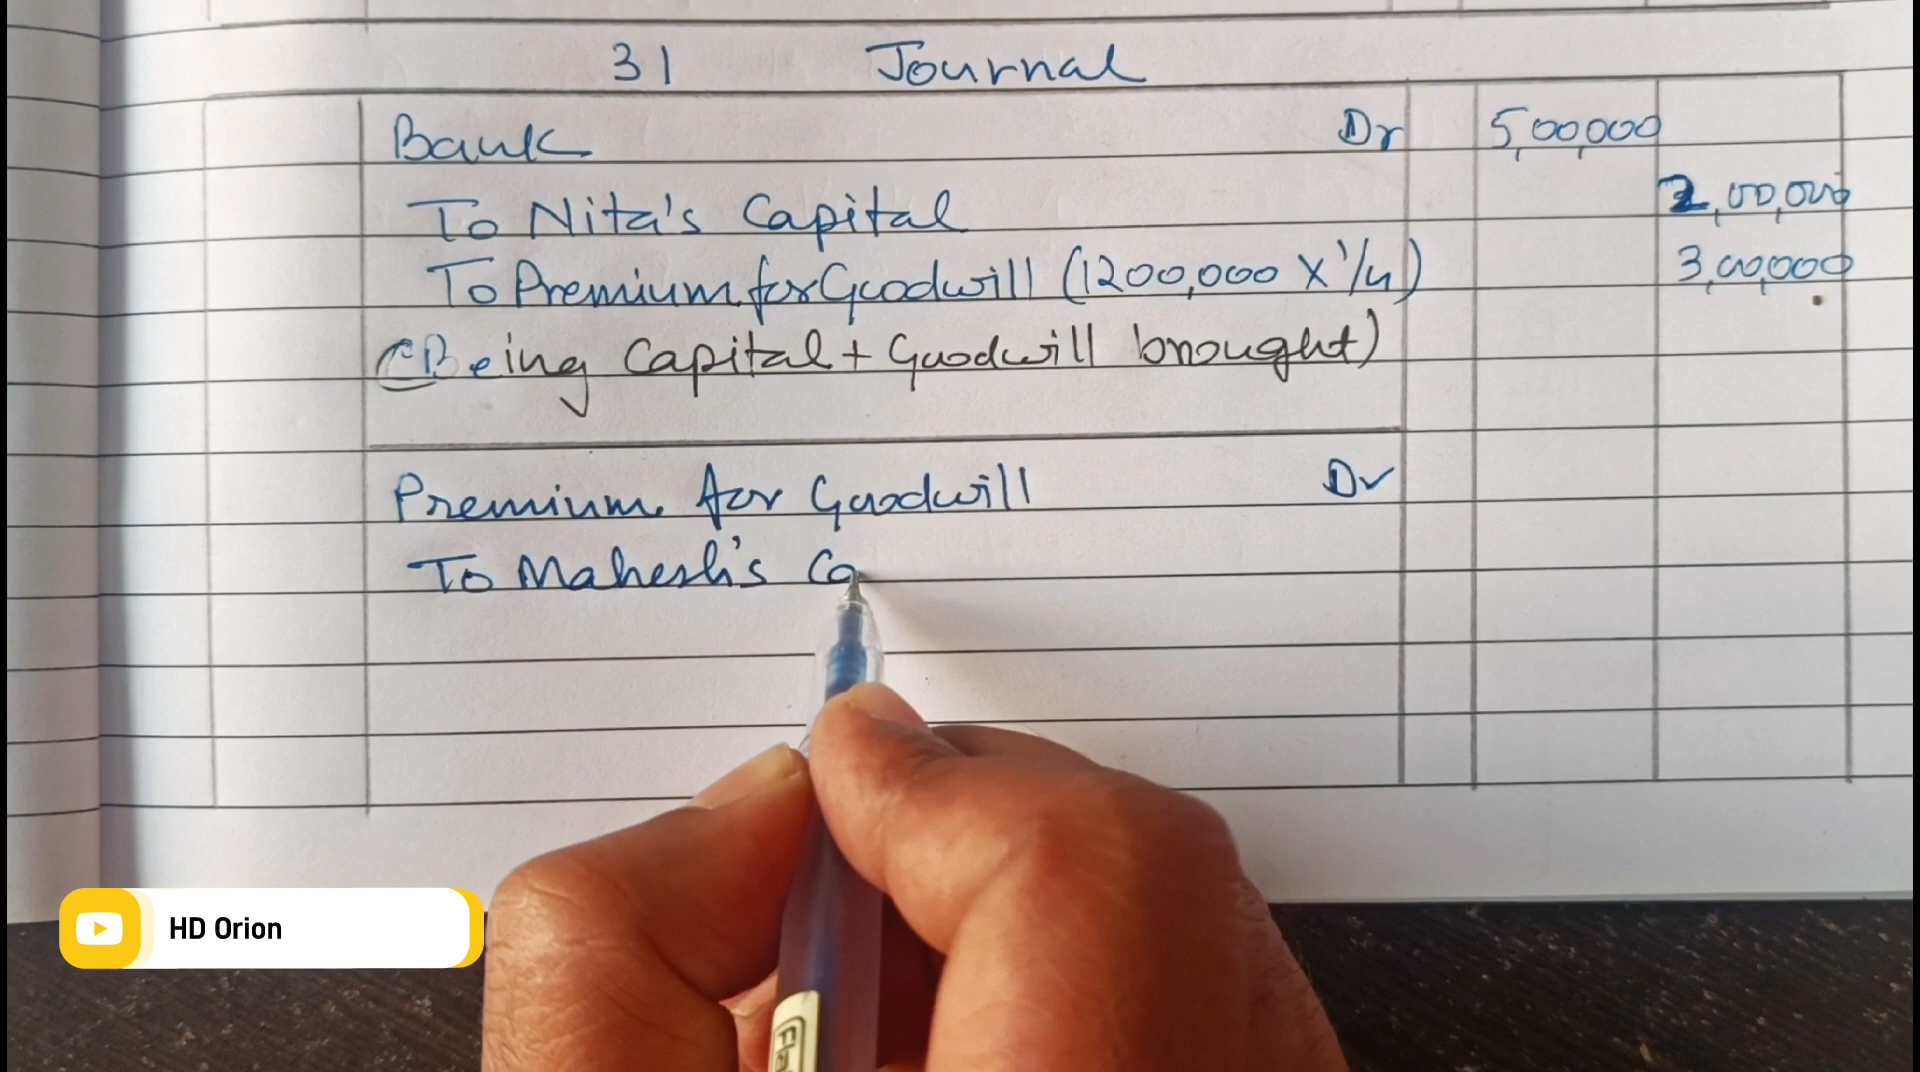 31 Journal
Bank Dr 5,00,000
To Nita's Capital 2,00,000
To Premium for Goodwill (1200,000 X 1/4) 3,00,000
(Being Capital + Goodwill brought)
Premium for Goodwill Dr
To Mahesh's Ca
HD Orion